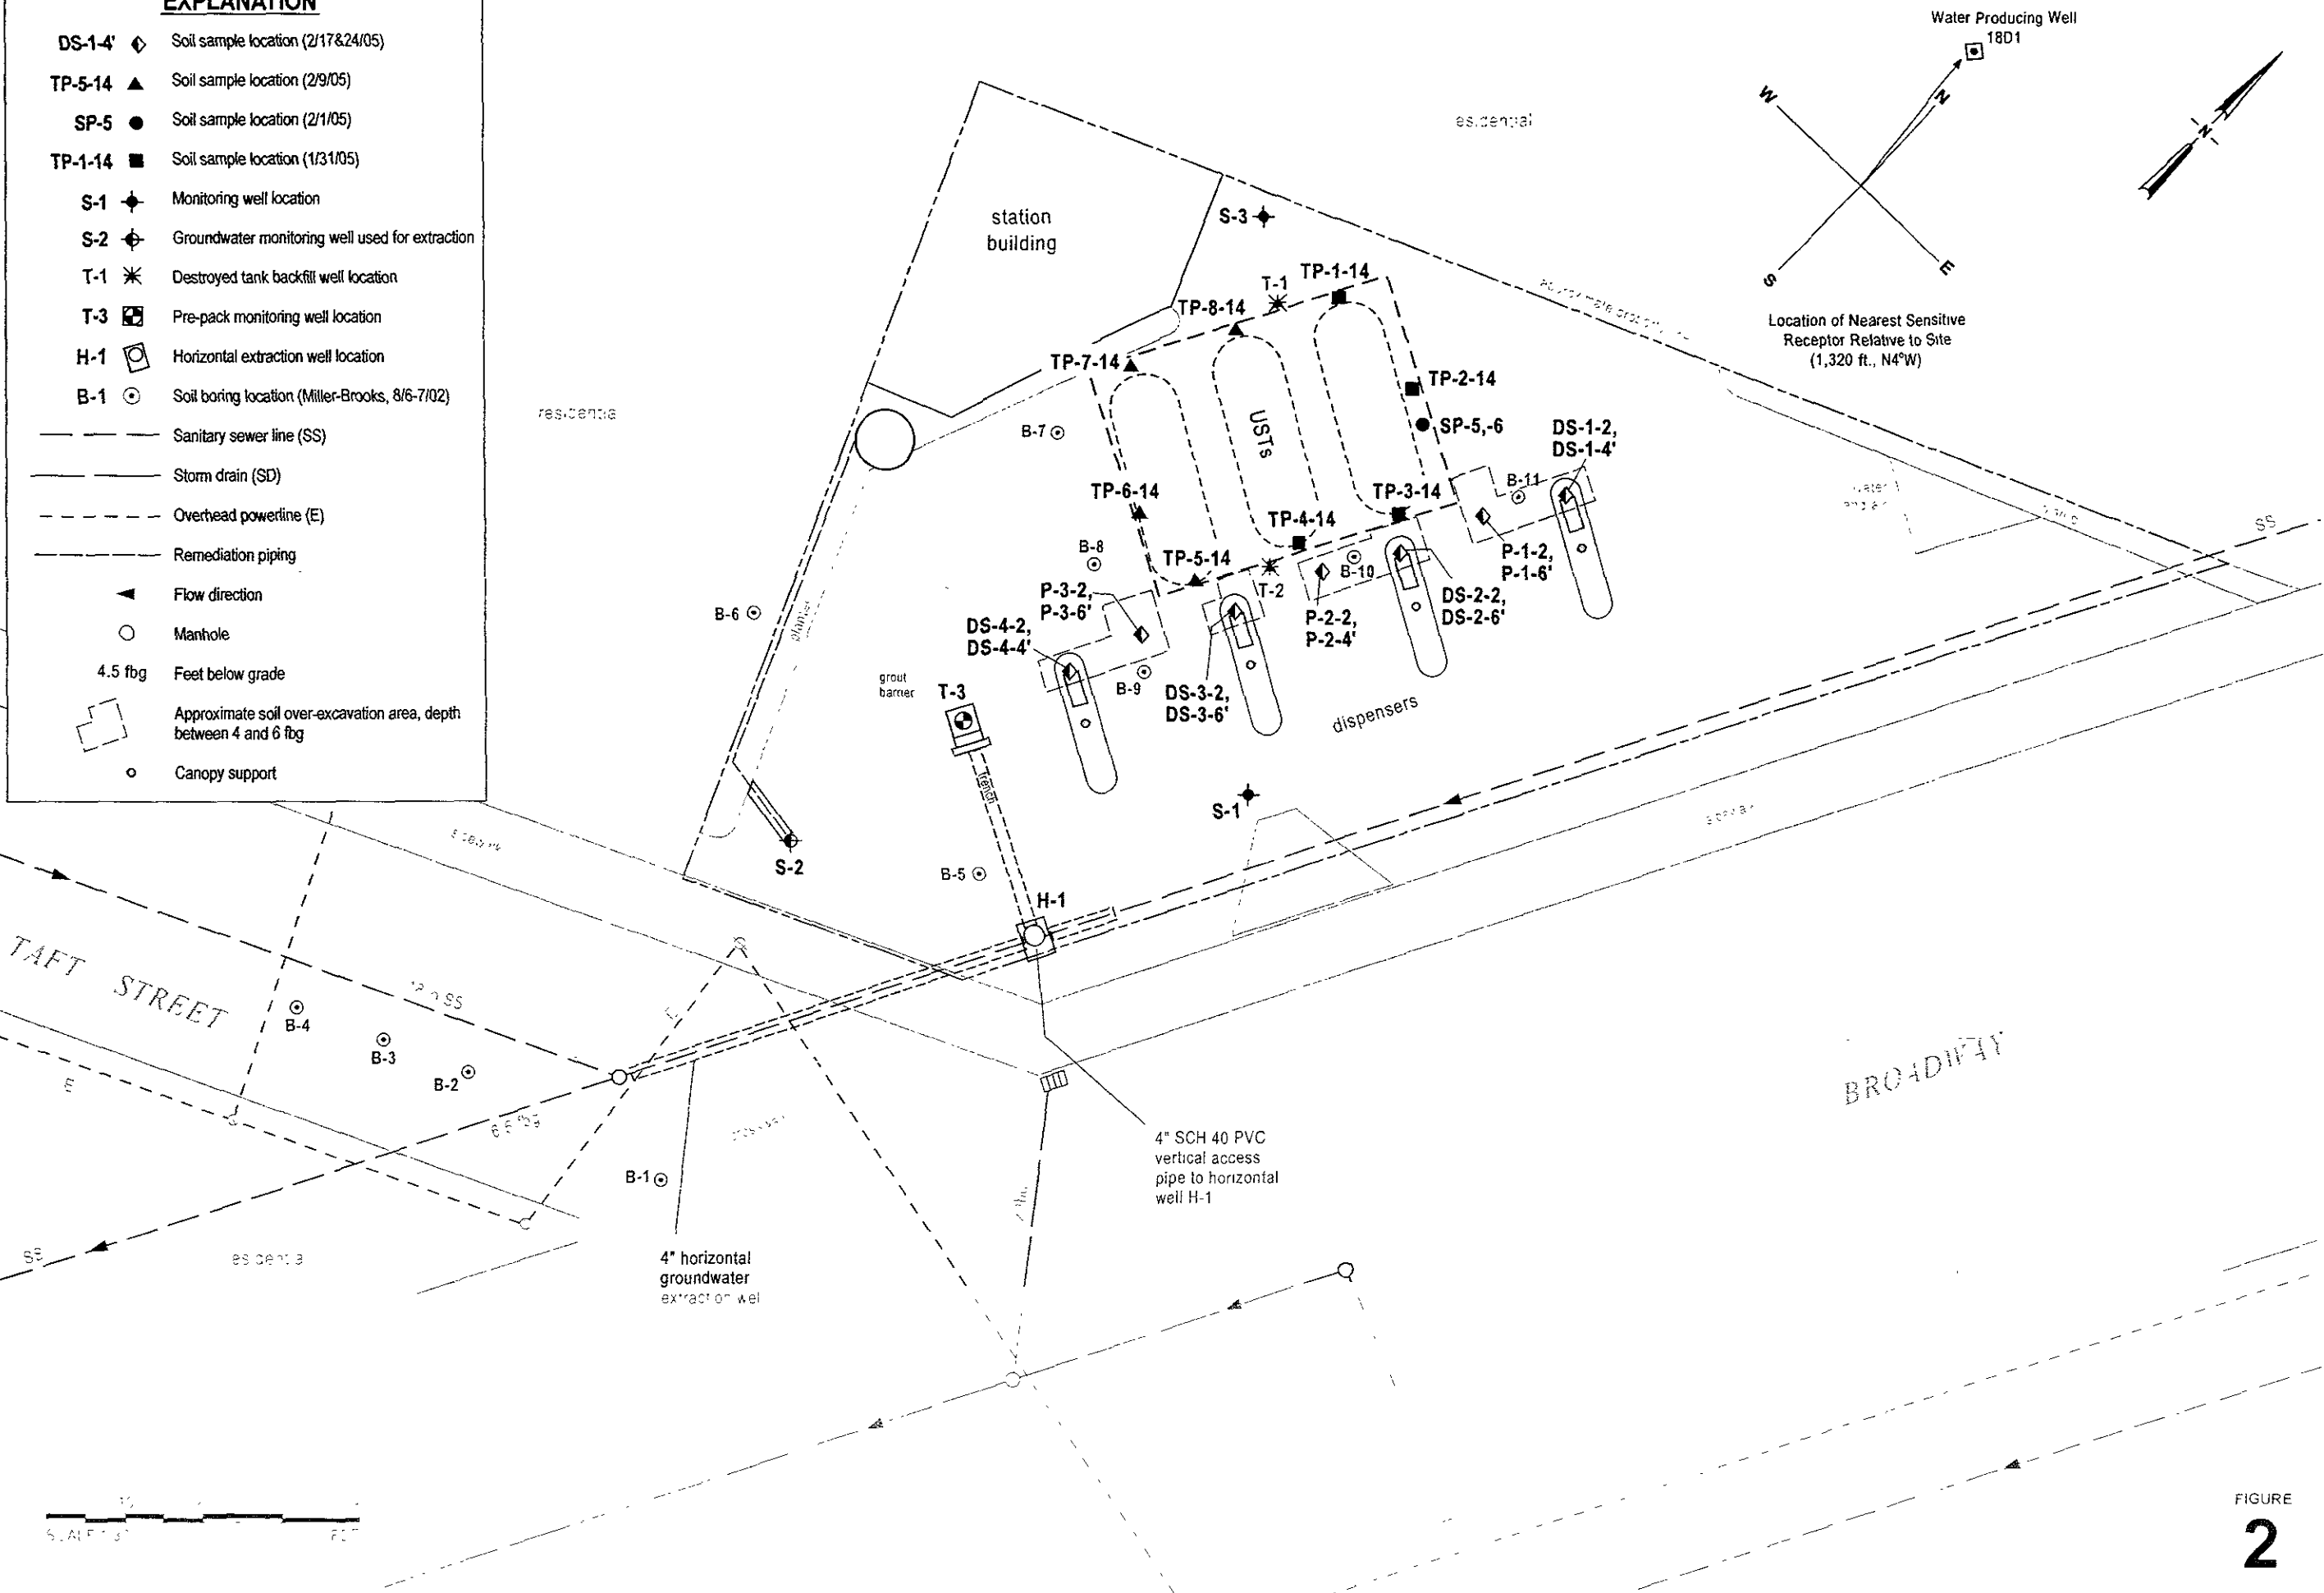 EXPLANATION
DS-1-4' Soil sample location (2/17&24/05)
TP-5-14 Soil sample location (2/9/05)
SP-5 Soil sample location (2/1/05)
TP-1-14 Soil sample location (1/31/05)
S-1 Monitoring well location
S-2 Groundwater monitoring well used for extraction
T-1 Destroyed tank backfill well location
T-3 Pre-pack monitoring well location
H-1 Horizontal extraction well location
B-1 Soil boring location (Miller-Brooks, 8/6-7/02)
Sanitary sewer line (SS)
Storm drain (SD)
Overhead powerline (E)
Remediation piping
Flow direction
Manhole
4.5 fbg Feet below grade
Approximate soil over-excavation area, depth
between 4 and 6 fbg
Canopy support
Water Producing Well
18D1
W
N
S
E
N
Location of Nearest Sensitive
Receptor Relative to Site
(1,320 ft., N4°W)
station
building
S-3
T-1
TP-1-14
TP-8-14
TP-7-14
TP-2-14
USTs
SP-5,-6
DS-1-2,
DS-1-4'
B-7
B-11
TP-6-14
TP-3-14
TP-4-14
B-8
TP-5-14
B-10
P-1-2,
P-1-6'
P-3-2,
P-3-6'
T-2
DS-2-2,
DS-2-6'
B-6
DS-4-2,
DS-4-4'
P-2-2,
P-2-4'
planter
grout
barrier
T-3
B-9
DS-3-2,
DS-3-6'
dispensers
trench
S-1
S-2
B-5
H-1
SS
TAFT STREET
B-4
B-3
B-2
E
E
6.5 fbg
B-1
SS
BROADWAY
4" SCH 40 PVC
vertical access
pipe to horizontal
well H-1
4" horizontal
groundwater
extraction wel
FIGURE
2